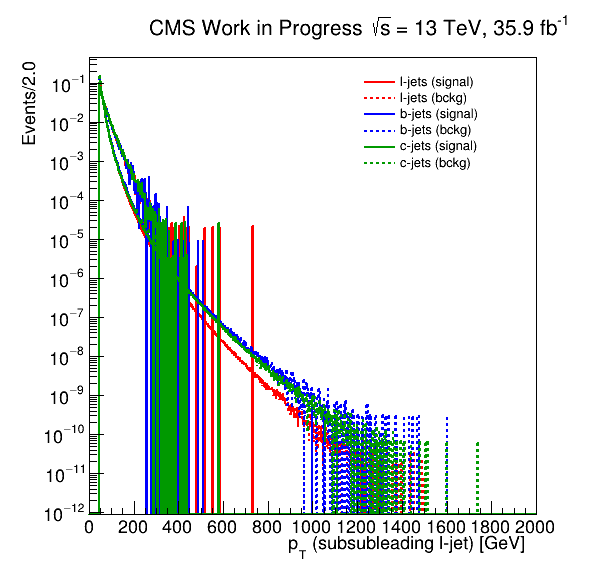 CMS Work in Progress √s = 13 TeV, 35.9 fb⁻¹
Events/2.0
l-jets (signal)
l-jets (bckg)
b-jets (signal)
b-jets (bckg)
c-jets (signal)
c-jets (bckg)
10⁻¹
10⁻²
10⁻³
10⁻⁴
10⁻⁵
10⁻⁶
10⁻⁷
10⁻⁸
10⁻⁹
10⁻¹⁰
10⁻¹¹
10⁻¹²
0 200 400 600 800 1000 1200 1400 1600 1800 2000
p_T (subsubleading l-jet) [GeV]